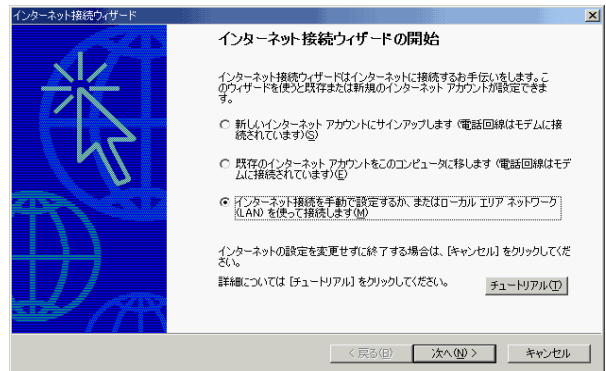 インターネット接続ウィザード
インターネット接続ウィザードの開始
インターネット接続ウィザードはインターネットに接続するお手伝いをします。こ
のウィザードを使うと既存または新規のインターネット アカウントが設定できま
す。
新しいインターネット アカウントにサインアップします (電話回線はモデムに接
続されています)(S)
既存のインターネット アカウントをこのコンピュータに移します (電話回線はモデ
ムに接続されています)(E)
インターネット接続を手動で設定するか、またはローカル エリア ネットワーク
(LAN) を使って接続します(M)
インターネットの設定を変更せずに終了する場合は、[キャンセル] をクリックしてくだ
さい。
詳細については [チュートリアル] をクリックしてください。
チュートリアル(T)
< 戻る(B)
次へ(N) >
キャンセル